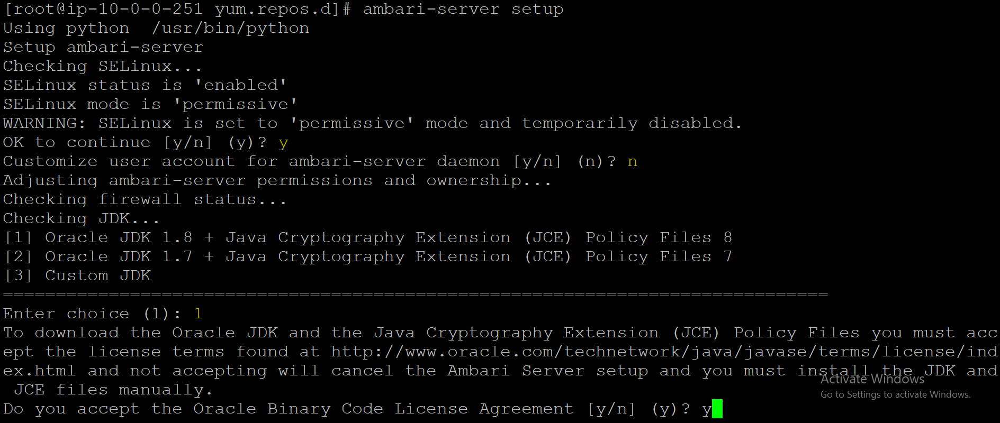 [root@ip-10-0-0-251 yum.repos.d]# ambari-server setup
Using python  /usr/bin/python
Setup ambari-server
Checking SELinux...
SELinux status is 'enabled'
SELinux mode is 'permissive'
WARNING: SELinux is set to 'permissive' mode and temporarily disabled.
OK to continue [y/n] (y)? y
Customize user account for ambari-server daemon [y/n] (n)? n
Adjusting ambari-server permissions and ownership...
Checking firewall status...
Checking JDK...
[1] Oracle JDK 1.8 + Java Cryptography Extension (JCE) Policy Files 8
[2] Oracle JDK 1.7 + Java Cryptography Extension (JCE) Policy Files 7
[3] Custom JDK
==============================================================================
Enter choice (1): 1
To download the Oracle JDK and the Java Cryptography Extension (JCE) Policy Files you must acc
ept the license terms found at http://www.oracle.com/technetwork/java/javase/terms/license/ind
ex.html and not accepting will cancel the Ambari Server setup and you must install the JDK and
 JCE files manually.
Do you accept the Oracle Binary Code License Agreement [y/n] (y)? y
Activate Windows
Go to Settings to activate Windows.